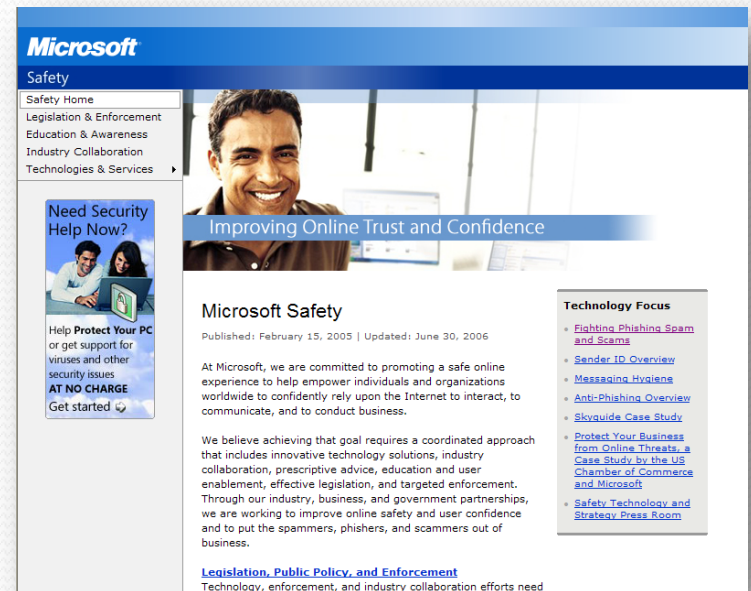 Microsoft
Safety
Safety Home
Legislation & Enforcement
Education & Awareness
Industry Collaboration
Technologies & Services
Need Security
Help Now?
Help Protect Your PC
or get support for
viruses and other
security issues
AT NO CHARGE
Get started
Improving Online Trust and Confidence
Microsoft Safety
Published: February 15, 2005 | Updated: June 30, 2006
At Microsoft, we are committed to promoting a safe online
experience to help empower individuals and organizations
worldwide to confidently rely upon the Internet to interact, to
communicate, and to conduct business.
We believe achieving that goal requires a coordinated approach
that includes innovative technology solutions, industry
collaboration, prescriptive advice, education and user
enablement, effective legislation, and targeted enforcement.
Through our industry, business, and government partnerships,
we are working to improve online safety and user confidence
and to put the spammers, phishers, and scammers out of
business.
Legislation, Public Policy, and Enforcement
Technology, enforcement, and industry collaboration efforts need
Technology Focus
Fighting Phishing Spam
and Scams
Sender ID Overview
Messaging Hygiene
Anti-Phishing Overview
Skyguide Case Study
Protect Your Business
from Online Threats, a
Case Study by the US
Chamber of Commerce
and Microsoft
Safety Technology and
Strategy Press Room